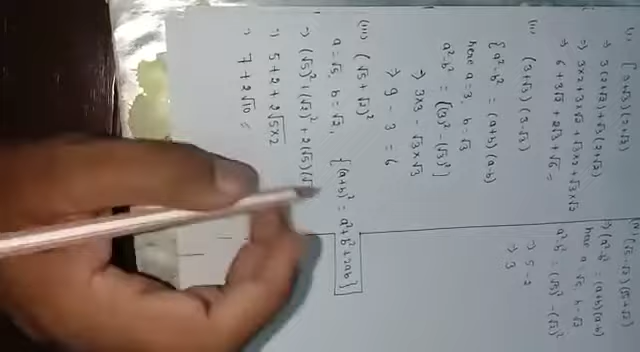 (i) (3+√3)(2+√2)
⇒ 3(2+√2)+√3(2+√2)
⇒ 3×2+3×√2+√3×2+√3×√2
⇒ 6+3√2+2√3+√6 =
(ii) (3+√3)(3-√3)
{a²-b² = (a+b)(a-b)
here a=3, b=√3
a²-b² = [(3)²-(√3)²]
⇒ 3×3 - √3×√3
⇒ 9 - 3 = 6
(iii) (√5+√2)²
a=√5, b=√2, {(a+b)² = a²+b²+2ab}
⇒ (√5)²+(√2)²+2(√5)(√
⇒ 5+2+2√5×2
⇒ 7+2√10 =
(iv) (√5-√2)(√5+√2)
⇒ (a²-b²) = (a+b)(a-b)
here a=√5, b=√2
a²-b² = (√5)²-(√2)²
⇒ 5-2
⇒ 3